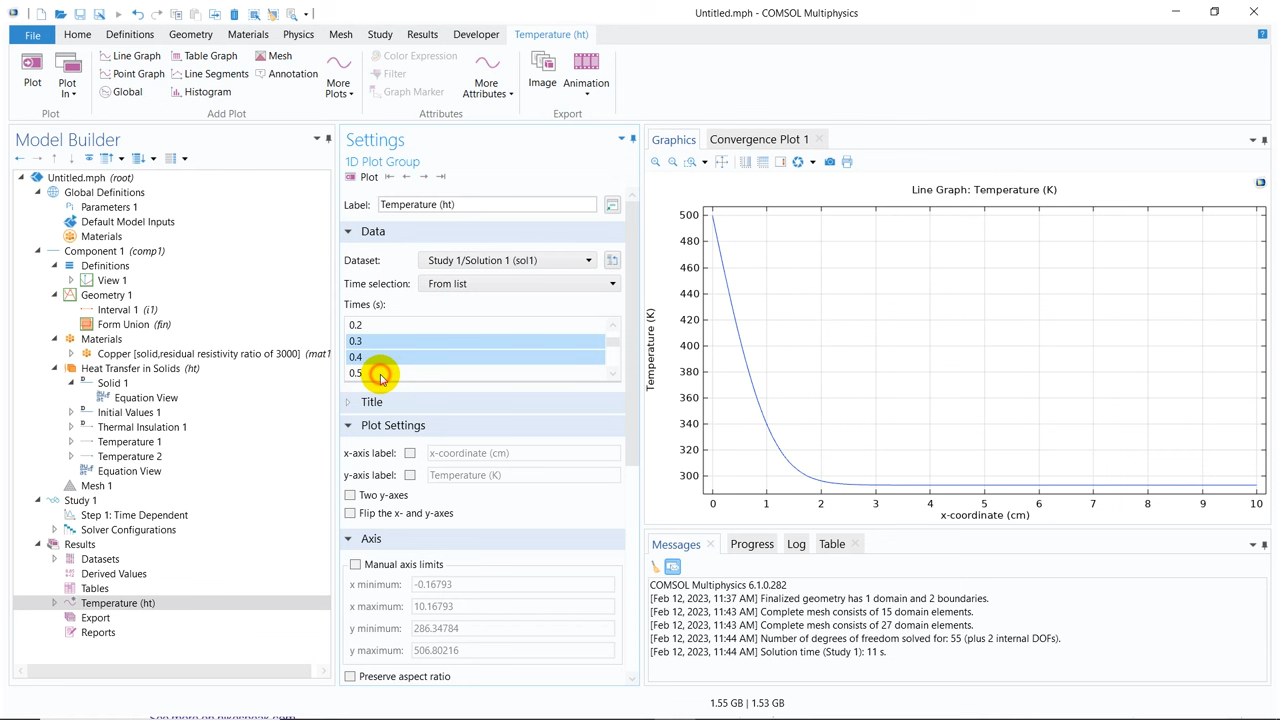 Untitled.mph - COMSOL Multiphysics
File Home Definitions Geometry Materials Physics Mesh Study Results Developer Temperature (ht)
Plot
Plot In
Line Graph Table Graph Mesh
Point Graph Line Segments Annotation
Global Histogram
More Plots
Color Expression
Filter
Graph Marker
More Attributes
Image
Animation
Plot Add Plot Attributes Export
Model Builder
Untitled.mph (root)
Global Definitions
Parameters 1
Default Model Inputs
Materials
Component 1 (comp1)
Definitions
View 1
Geometry 1
Interval 1 (i1)
Form Union (fin)
Materials
Copper [solid,residual resistivity ratio of 3000] (mat1
Heat Transfer in Solids (ht)
Solid 1
Equation View
Initial Values 1
Thermal Insulation 1
Temperature 1
Temperature 2
Equation View
Mesh 1
Study 1
Step 1: Time Dependent
Solver Configurations
Results
Datasets
Derived Values
Tables
Temperature (ht)
Export
Reports
Settings
1D Plot Group
Plot
Label: Temperature (ht)
Data
Dataset: Study 1/Solution 1 (sol1)
Time selection: From list
Times (s):
0.2
0.3
0.4
0.5
Title
Plot Settings
x-axis label: x-coordinate (cm)
y-axis label: Temperature (K)
Two y-axes
Flip the x- and y-axes
Axis
Manual axis limits
x minimum: -0.16793
x maximum: 10.16793
y minimum: 286.34784
y maximum: 506.80216
Preserve aspect ratio
Graphics Convergence Plot 1
Line Graph: Temperature (K)
Temperature (K)
500
480
460
440
420
400
380
360
340
320
300
0 1 2 3 4 5 6 7 8 9 10
x-coordinate (cm)
Messages Progress Log Table
COMSOL Multiphysics 6.1.0.282
[Feb 12, 2023, 11:37 AM] Finalized geometry has 1 domain and 2 boundaries.
[Feb 12, 2023, 11:43 AM] Complete mesh consists of 15 domain elements.
[Feb 12, 2023, 11:43 AM] Complete mesh consists of 27 domain elements.
[Feb 12, 2023, 11:44 AM] Number of degrees of freedom solved for: 55 (plus 2 internal DOFs).
[Feb 12, 2023, 11:44 AM] Solution time (Study 1): 11 s.
1.55 GB | 1.53 GB